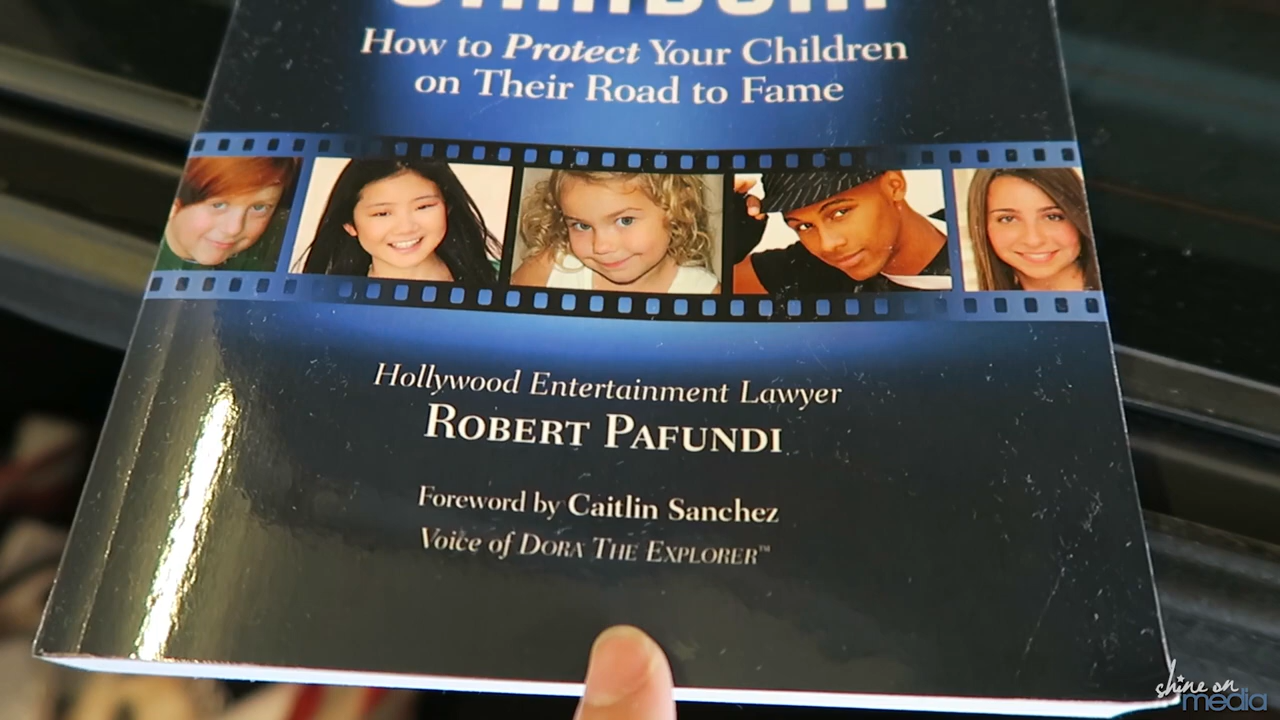 How to Protect Your Children
on Their Road to Fame
Hollywood Entertainment Lawyer
ROBERT PAFUNDI
Foreword by Caitlin Sanchez
Voice of DORA THE EXPLORER™
shine on
media